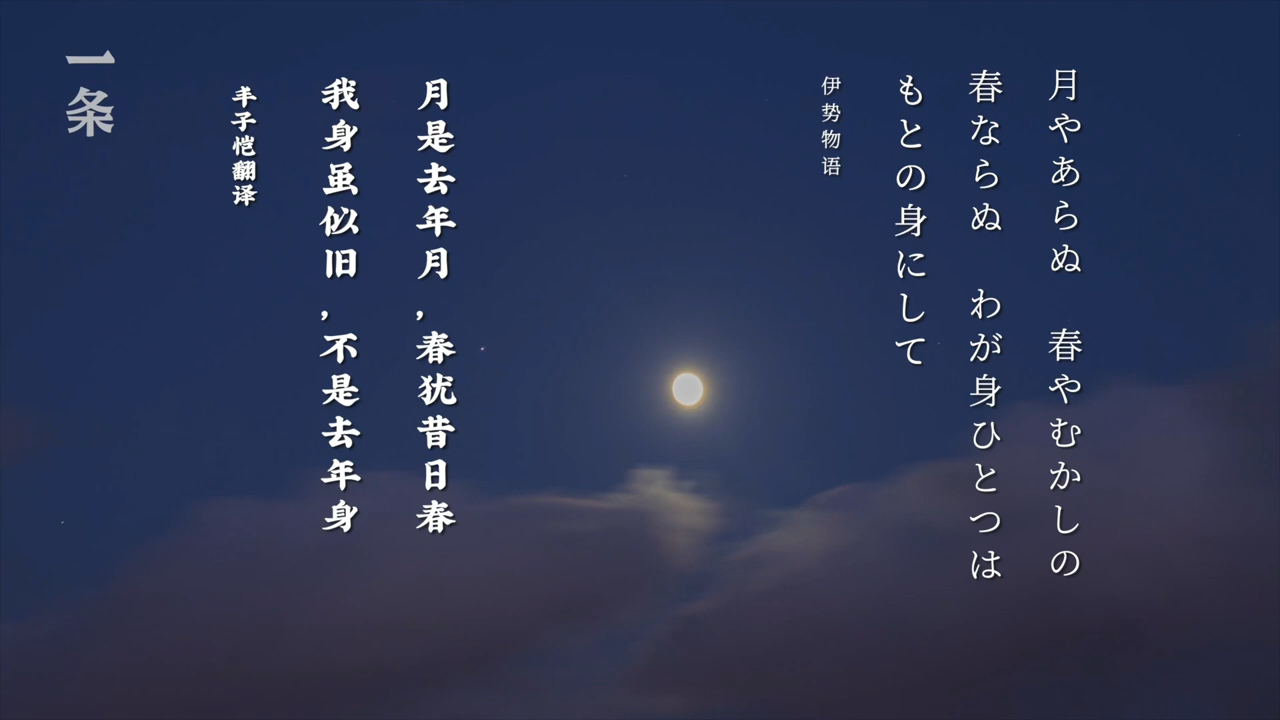 月やあらぬ　春やむかしの
春ならぬ　わが身ひとつは
もとの身にして
伊势物语
月是去年月，春犹昔日春
我身虽似旧，不是去年身
丰子恺翻译
一条